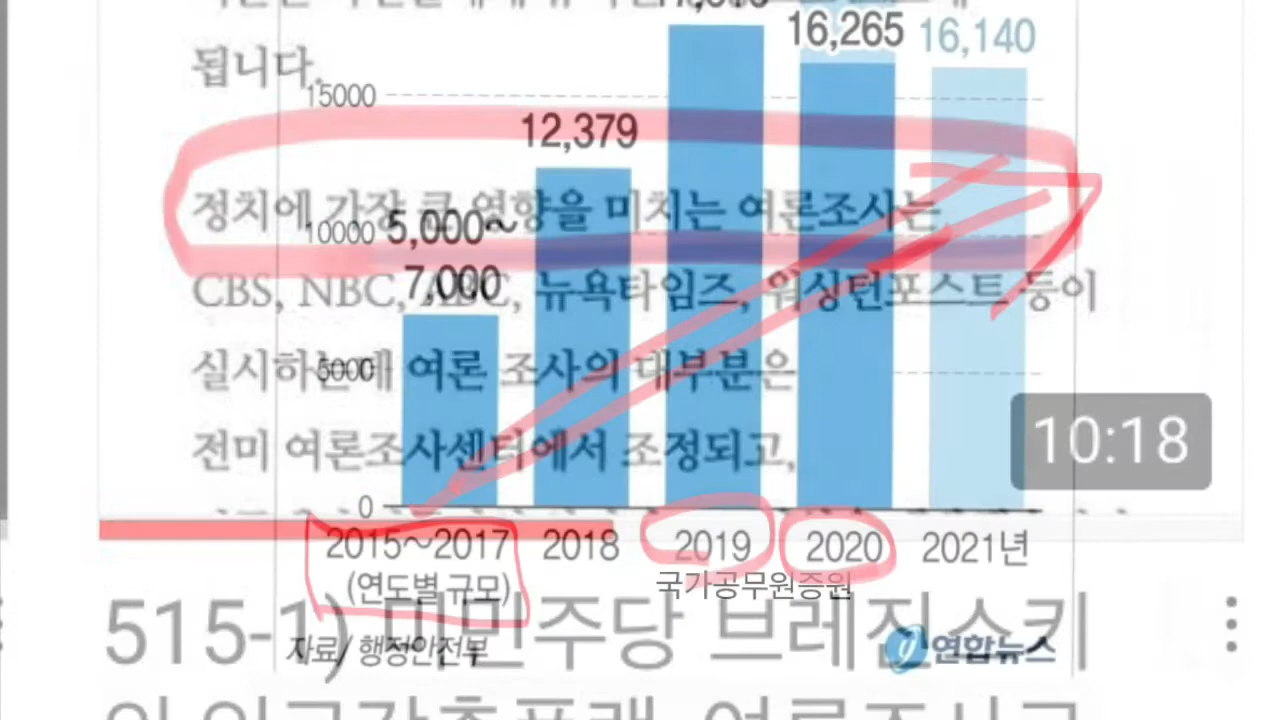 됩니다.
16,265 16,140
15000
12,379
정치에 가장 큰 영향을 미치는 여론조사는
10000 5,000~
7,000
CBS, NBC, ABC, 뉴욕타임즈, 워싱턴포스트 등이
5000
실시하는데 여론 조사의 대부분은
전미 여론조사센터에서 조정되고,
10:18
0
2015~2017 2018 2019 2020 2021년
(연도별 규모)
국가공무원증원
515-1) 미민주당 브레진스키
자료/ 행정안전부
연합뉴스